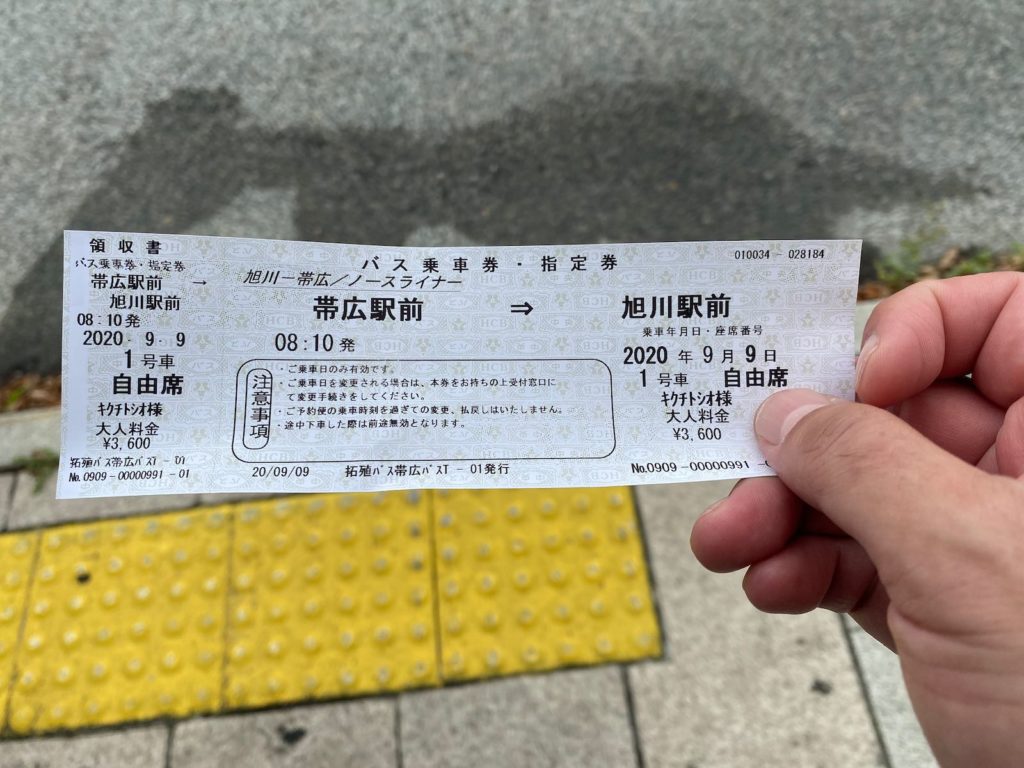 領収書
バス乗車券・指定券
帯広駅前 →
旭川駅前
08:10発
2020・9・9
1号車
自由席
キクチトシオ様
大人料金
¥3,600
拓殖バス帯広バスT-01
No.0909-00000991-01
バス乗車券・指定券
010034-028184
旭川ー帯広/ノースライナー
帯広駅前 ⇒ 旭川駅前
乗車年月日・座席番号
08:10発
2020年9月9日
1号車 自由席
キクチトシオ様
大人料金
¥3,600
注意事項
・ご乗車日のみ有効です。
・ご乗車日を変更される場合は、本券をお持ちの上受付窓口に
て変更手続きをしてください。
・ご予約便の乗車時刻を過ぎての変更、払戻しはいたしません。
・途中下車した際は前途無効となります。
20/09/09 拓殖バス帯広バスT-01発行
No.0909-00000991-